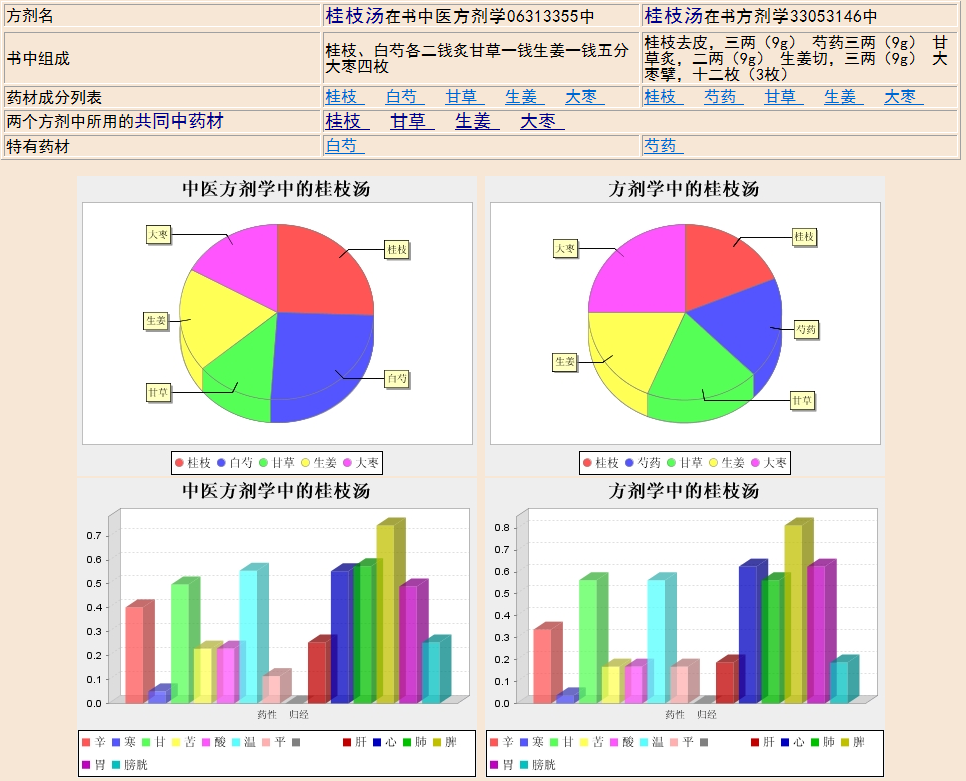 方剂名
桂枝汤在书中医方剂学06313355中
桂枝汤在书方剂学33053146中
书中组成
桂枝、白芍各二钱炙甘草一钱生姜一钱五分
大枣四枚
桂枝去皮，三两（9g） 芍药三两（9g） 甘
草炙，二两（9g） 生姜切，三两（9g） 大
枣擘，十二枚（3枚）
药材成分列表
桂枝 白芍 甘草 生姜 大枣
桂枝 芍药 甘草 生姜 大枣
两个方剂中所用的共同中药材
桂枝 甘草 生姜 大枣
特有药材
白芍
芍药
中医方剂学中的桂枝汤
大枣
桂枝
生姜
白芍
甘草
桂枝 白芍 甘草 生姜 大枣
方剂学中的桂枝汤
桂枝
大枣
芍药
生姜
甘草
桂枝 芍药 甘草 生姜 大枣
中医方剂学中的桂枝汤
0.7
0.6
0.5
0.4
0.3
0.2
0.1
0.0
药性 归经
辛 寒 甘 苦 酸 温 平 肝 心 肺 脾
胃 膀胱
方剂学中的桂枝汤
0.8
0.7
0.6
0.5
0.4
0.3
0.2
0.1
0.0
药性 归经
辛 寒 甘 苦 酸 温 平 肝 心 肺 脾
胃 膀胱